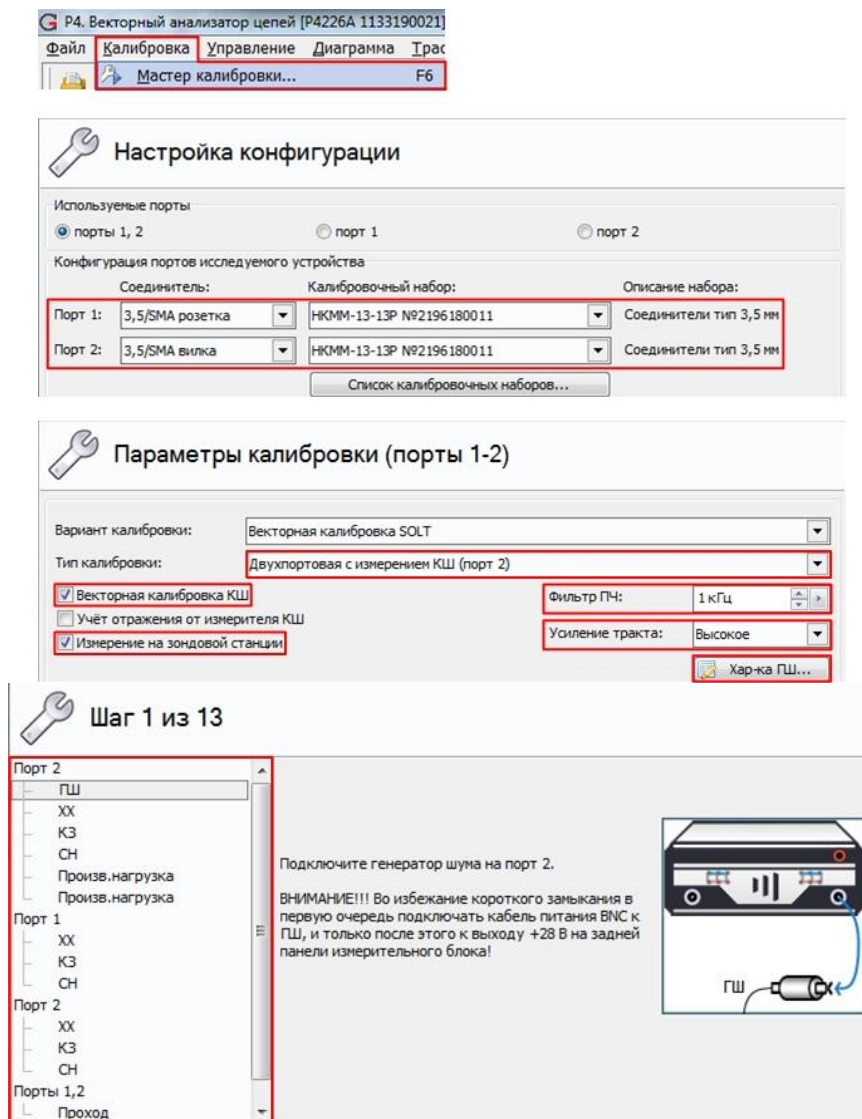 Р4. Векторный анализатор цепей [Р4226А 1133190021]
Файл Калибровка Управление Диаграмма Трас
Мастер калибровки... F6
Настройка конфигурации
Используемые порты
порты 1, 2 порт 1 порт 2
Конфигурация портов исследуемого устройства
Соединитель: Калибровочный набор: Описание набора:
Порт 1: 3,5/SMA розетка НКММ-13-13Р №2196180011 Соединители тип 3,5 мм
Порт 2: 3,5/SMA вилка НКММ-13-13Р №2196180011 Соединители тип 3,5 мм
Список калибровочных наборов...
Параметры калибровки (порты 1-2)
Вариант калибровки: Векторная калибровка SOLT
Тип калибровки: Двухпортовая с измерением КШ (порт 2)
Векторная калибровка КШ Фильтр ПЧ: 1 кГц
Учёт отражения от измерителя КШ
Измерение на зондовой станции Усиление тракта: Высокое
Хар-ка ГШ...
Шаг 1 из 13
Порт 2
ГШ
ХХ
КЗ
СН
Произв.нагрузка
Произв.нагрузка
Порт 1
ХХ
КЗ
СН
Порт 2
ХХ
КЗ
СН
Порты 1,2
Проход
Подключите генератор шума на порт 2.
ВНИМАНИЕ!!! Во избежание короткого замыкания в
первую очередь подключать кабель питания BNC к
ГШ, и только после этого к выходу +28 В на задней
панели измерительного блока!
ГШ